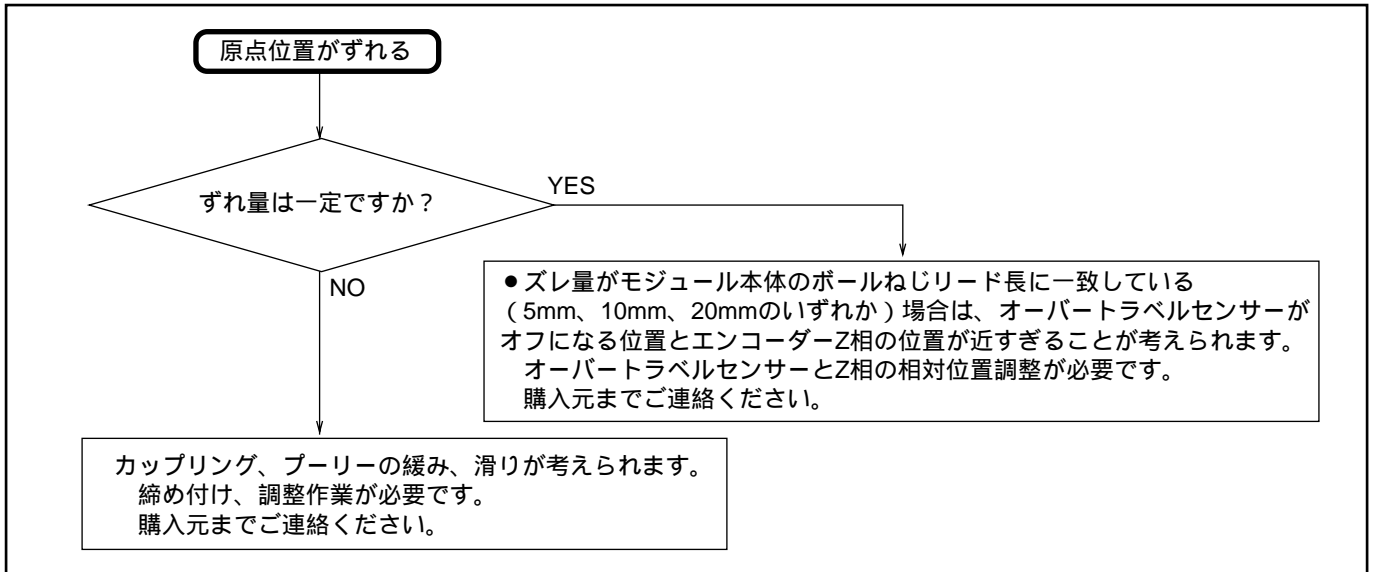 原点位置がずれる
ずれ量は一定ですか？
YES
NO
●ズレ量がモジュール本体のボールねじリード長に一致している
（5mm、10mm、20mmのいずれか）場合は、オーバートラベルセンサーが
オフになる位置とエンコーダーZ相の位置が近すぎることが考えられます。
オーバートラベルセンサーとZ相の相対位置調整が必要です。
購入元までご連絡ください。
カップリング、プーリーの緩み、滑りが考えられます。
締め付け、調整作業が必要です。
購入元までご連絡ください。